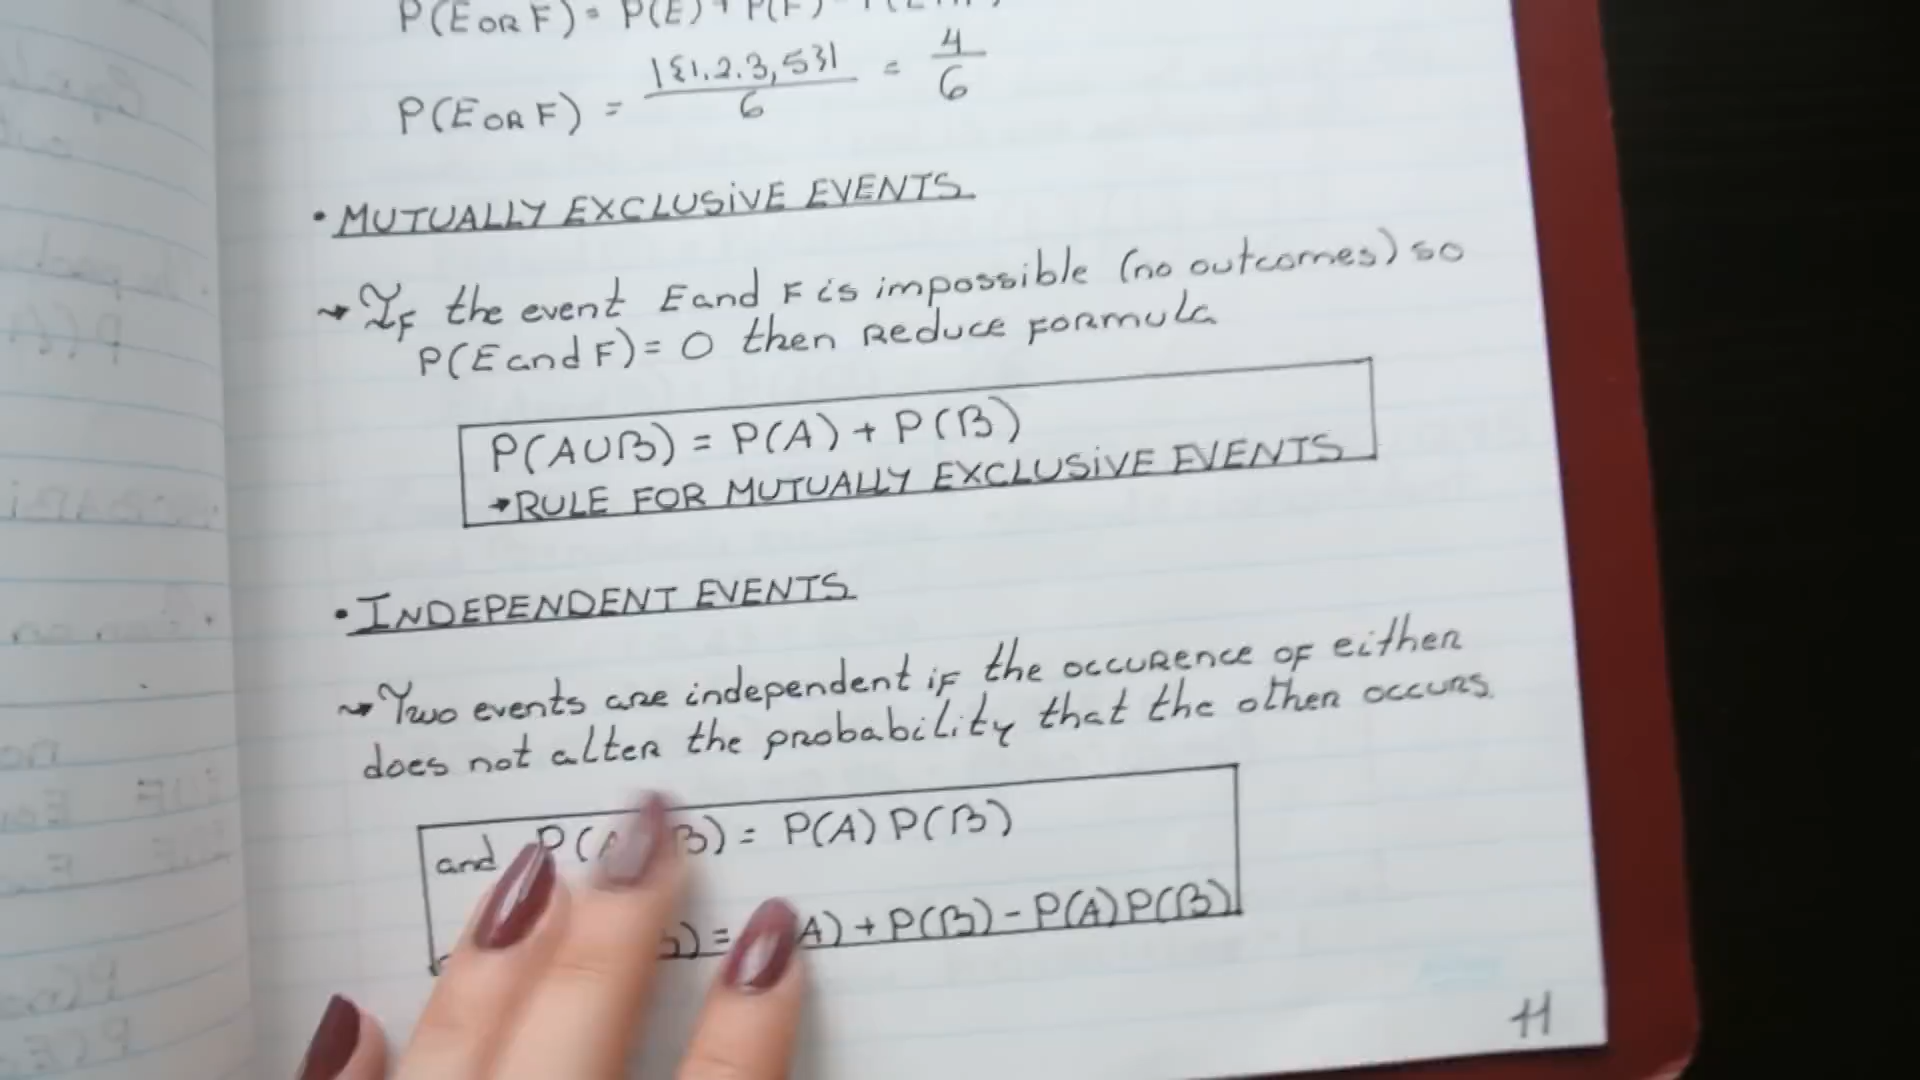 P(E OR F) = P(E) + P(F) -
P(E OR F) = |{1,2,3,5}| / 6 = 4/6
• MUTUALLY EXCLUSIVE EVENTS
→ If the event E and F is impossible (no outcomes) so
P(E and F) = 0 then reduce formula
P(A∪B) = P(A) + P(B)
→ RULE FOR MUTUALLY EXCLUSIVE EVENTS
• INDEPENDENT EVENTS
→ Two events are independent if the occurence of either
does not alter the probability that the other occurs.
and P(A B) = P(A) P(B)
B) = A) + P(B) - P(A) P(B)
11